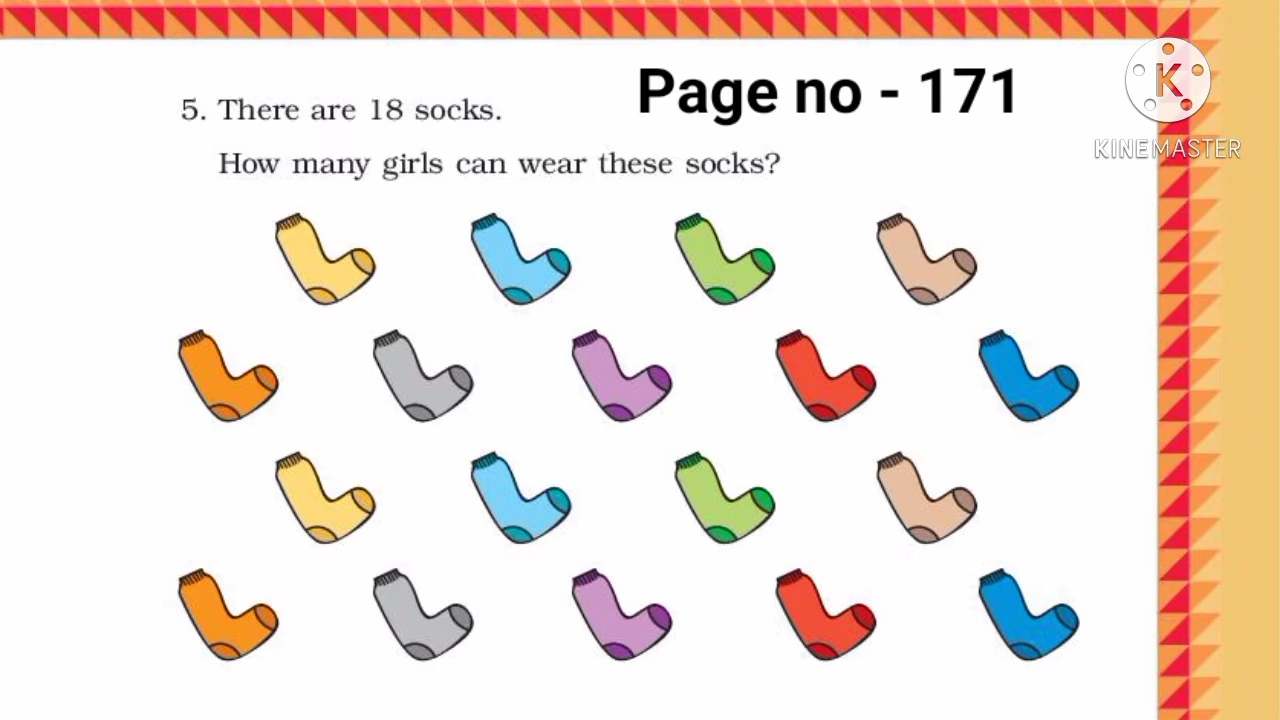 Page no - 171
5. There are 18 socks.
How many girls can wear these socks?
K
KINEMASTER